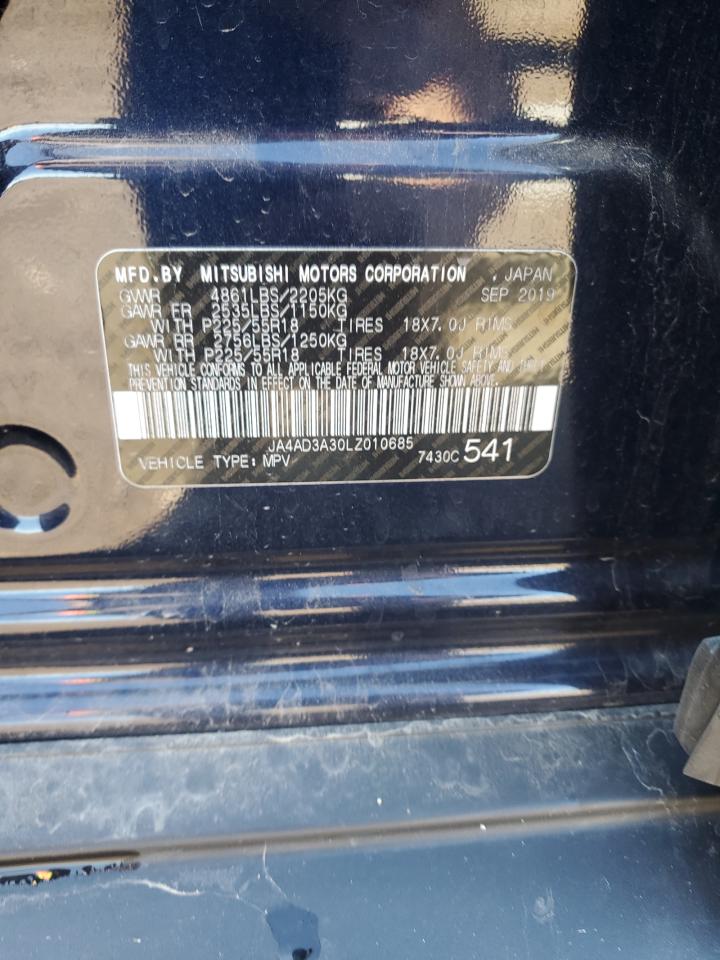 MFD.BY MITSUBISHI MOTORS CORPORATION , JAPAN
GVWR 4861LBS/2205KG SEP 2019
GAWR FR 2535LBS/1150KG
WITH P225/55R18 TIRES 18X7.0J RIMS
GAWR RR 2756LBS/1250KG
WITH P225/55R18 TIRES 18X7.0J RIMS
THIS VEHICLE CONFORMS TO ALL APPLICABLE FEDERAL MOTOR VEHICLE SAFETY AND THEFT
PREVENTION STANDARDS IN EFFECT ON THE DATE OF MANUFACTURE SHOWN ABOVE.
JA4AD3A30LZ010685
VEHICLE TYPE: MPV 7430C 541